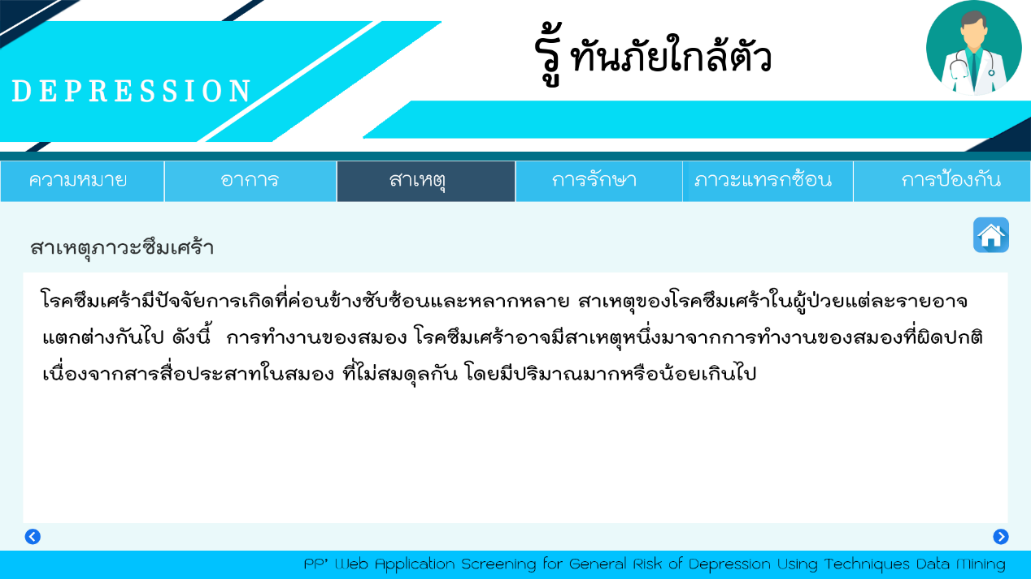 รู้ ทันภัยใกล้ตัว
DEPRESSION
ความหมาย อาการ สาเหตุ การรักษา ภาวะแทรกซ้อน การป้องกัน
สาเหตุภาวะซึมเศร้า
โรคซึมเศร้ามีปัจจัยการเกิดที่ค่อนข้างซับซ้อนและหลากหลาย สาเหตุของโรคซึมเศร้าในผู้ป่วยแต่ละรายอาจ
แตกต่างกันไป ดังนี้ การทำงานของสมอง โรคซึมเศร้าอาจมีสาเหตุหนึ่งมาจากการทำงานของสมองที่ผิดปกติ
เนื่องจากสารสื่อประสาทในสมอง ที่ไม่สมดุลกัน โดยมีปริมาณมากหรือน้อยเกินไป
PP' Web Application Screening for General Risk of Depression Using Techniques Data Mining